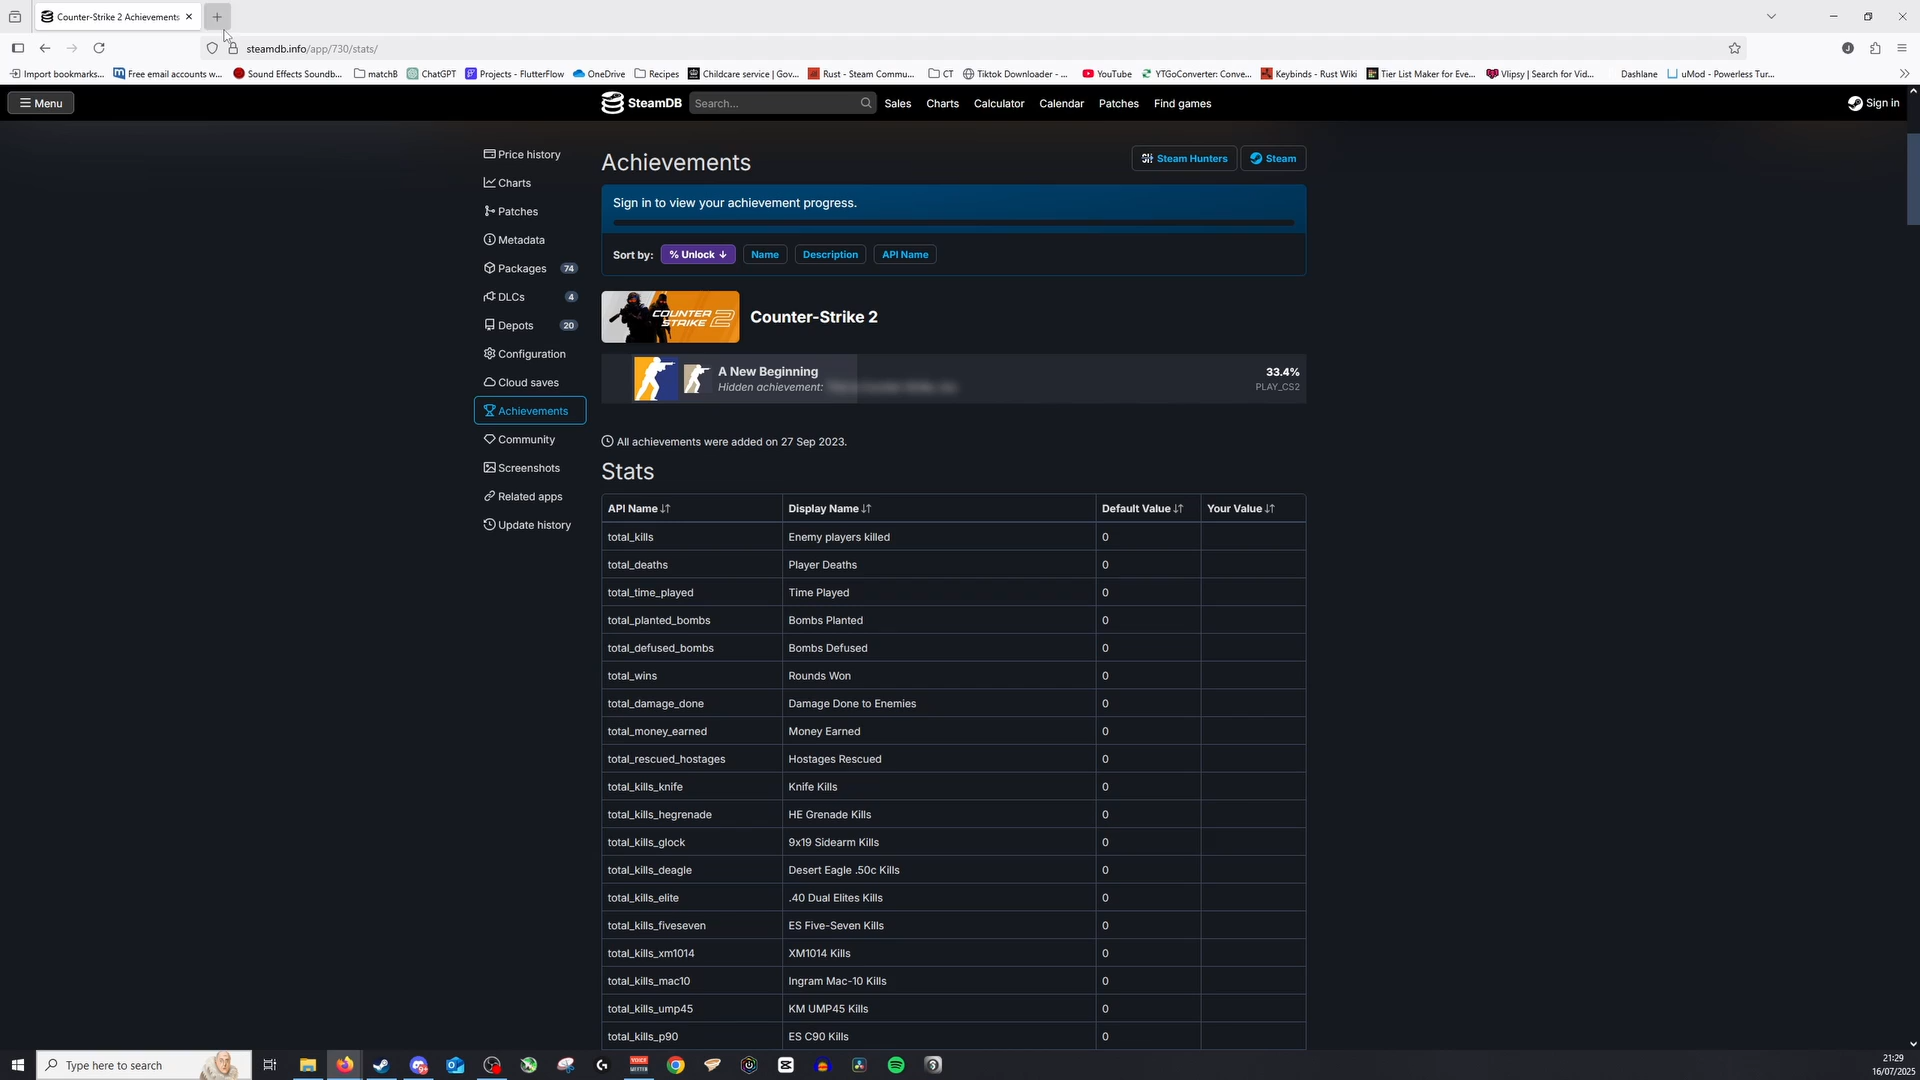 Counter-Strike 2 Achievements
steamdb.info/app/730/stats/
Import bookmarks...
Free email accounts w...
Sound Effects Soundb...
matchB
ChatGPT
Projects - FlutterFlow
OneDrive
Recipes
Childcare service | Gov...
Rust - Steam Commu...
CT
Tiktok Downloader - ...
YouTube
YTGoConverter: Conve...
Keybinds - Rust Wiki
Tier List Maker for Eve...
Vlipsy | Search for Vid...
Dashlane
uMod - Powerless Tur...
Menu
SteamDB
Search...
Sales
Charts
Calculator
Calendar
Patches
Find games
Sign in
Price history
Charts
Patches
Metadata
Packages 74
DLCs 4
Depots 20
Configuration
Cloud saves
Achievements
Community
Screenshots
Related apps
Update history
Achievements
Steam Hunters
Steam
Sign in to view your achievement progress.
Sort by: % Unlock ↓ Name Description API Name
COUNTER STRIKE 2
Counter-Strike 2
A New Beginning
Hidden achievement:
33.4%
PLAY_CS2
All achievements were added on 27 Sep 2023.
Stats
API Name Display Name Default Value Your Value
total_kills Enemy players killed 0
total_deaths Player Deaths 0
total_time_played Time Played 0
total_planted_bombs Bombs Planted 0
total_defused_bombs Bombs Defused 0
total_wins Rounds Won 0
total_damage_done Damage Done to Enemies 0
total_money_earned Money Earned 0
total_rescued_hostages Hostages Rescued 0
total_kills_knife Knife Kills 0
total_kills_hegrenade HE Grenade Kills 0
total_kills_glock 9x19 Sidearm Kills 0
total_kills_deagle Desert Eagle .50c Kills 0
total_kills_elite .40 Dual Elites Kills 0
total_kills_fiveseven ES Five-Seven Kills 0
total_kills_xm1014 XM1014 Kills 0
total_kills_mac10 Ingram Mac-10 Kills 0
total_kills_ump45 KM UMP45 Kills 0
total_kills_p90 ES C90 Kills 0
Type here to search
21:29
16/07/2025